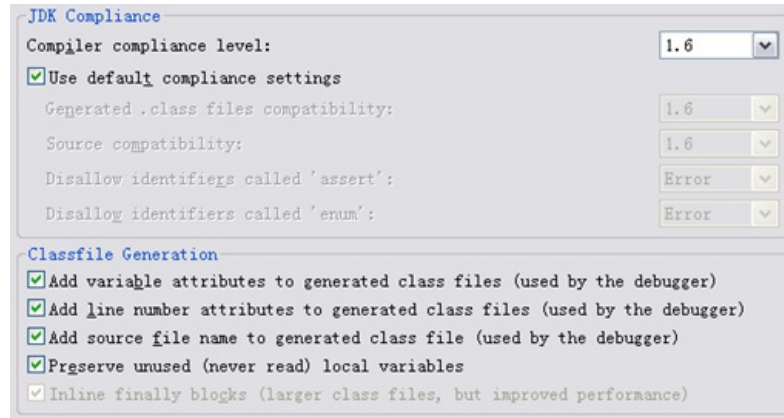 JDK Compliance
Compiler compliance level: 1.6
Use default compliance settings
Generated .class files compatibility: 1.6
Source compatibility: 1.6
Disallow identifiers called 'assert': Error
Disallow identifiers called 'enum': Error
Classfile Generation
Add variable attributes to generated class files (used by the debugger)
Add line number attributes to generated class files (used by the debugger)
Add source file name to generated class file (used by the debugger)
Preserve unused (never read) local variables
Inline finally blocks (larger class files, but improved performance)